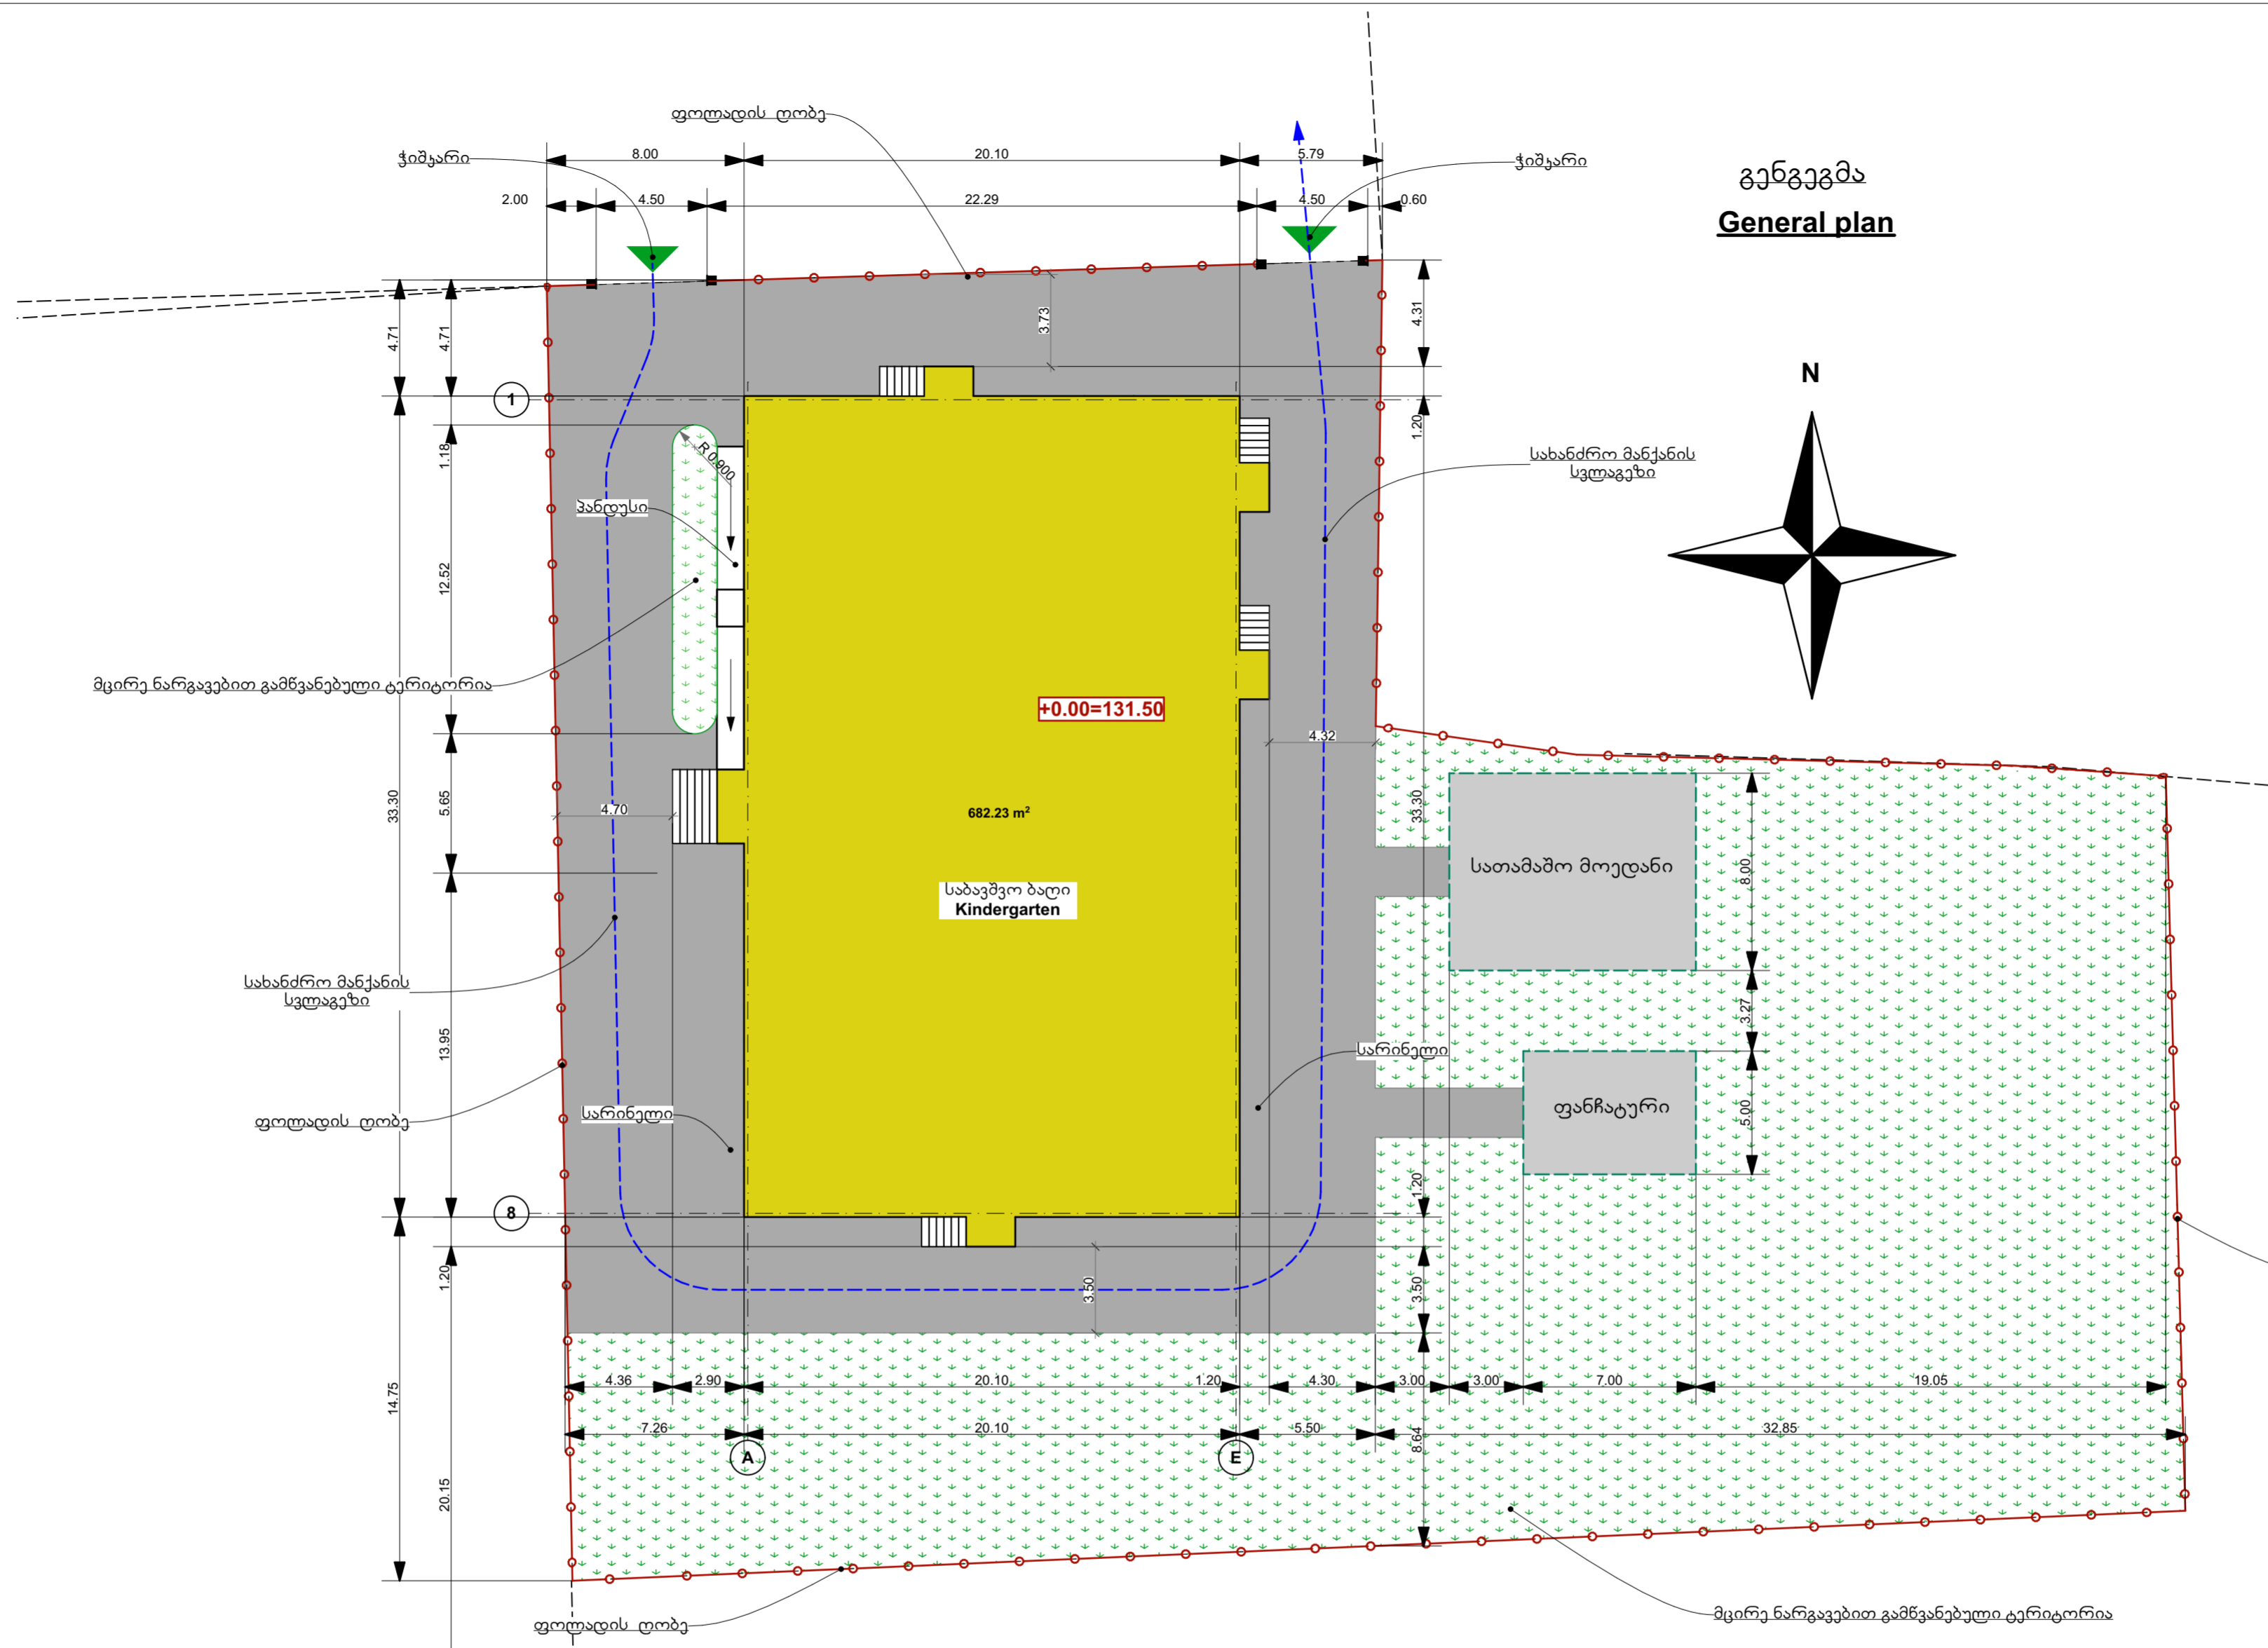 ფოლადის ღობე
ჭიშკარი
8.00
20.10
5.79
ჭიშკარი
გენგეგმა
General plan
2.00
4.50
22.29
4.50
0.60
4.71
4.71
3.73
4.31
N
1
1.20
1.18
R 0.900
სახანძრო მანქანის
სვლაგეზი
პანდუსი
12.52
მცირე ნარგავებით გამწვანებული ტერიტორია
+0.00=131.50
4.32
33.30
5.65
4.70
682.23 m²
33.30
8.00
სათამაშო მოედანი
საბავშვო ბაღი
Kindergarten
სახანძრო მანქანის
სვლაგეზი
3.27
13.95
სარინელი
ფოლადის ღობე
სარინელი
ფანჩატური
5.00
1.20
8
1.20
3.50
3.50
14.75
4.36
2.90
20.10
1.20
4.30
3.00
3.00
7.00
19.05
7.26
20.10
5.50
8.64
32.85
A
E
20.15
ფოლადის ღობე
მცირე ნარგავებით გამწვანებული ტერიტორია